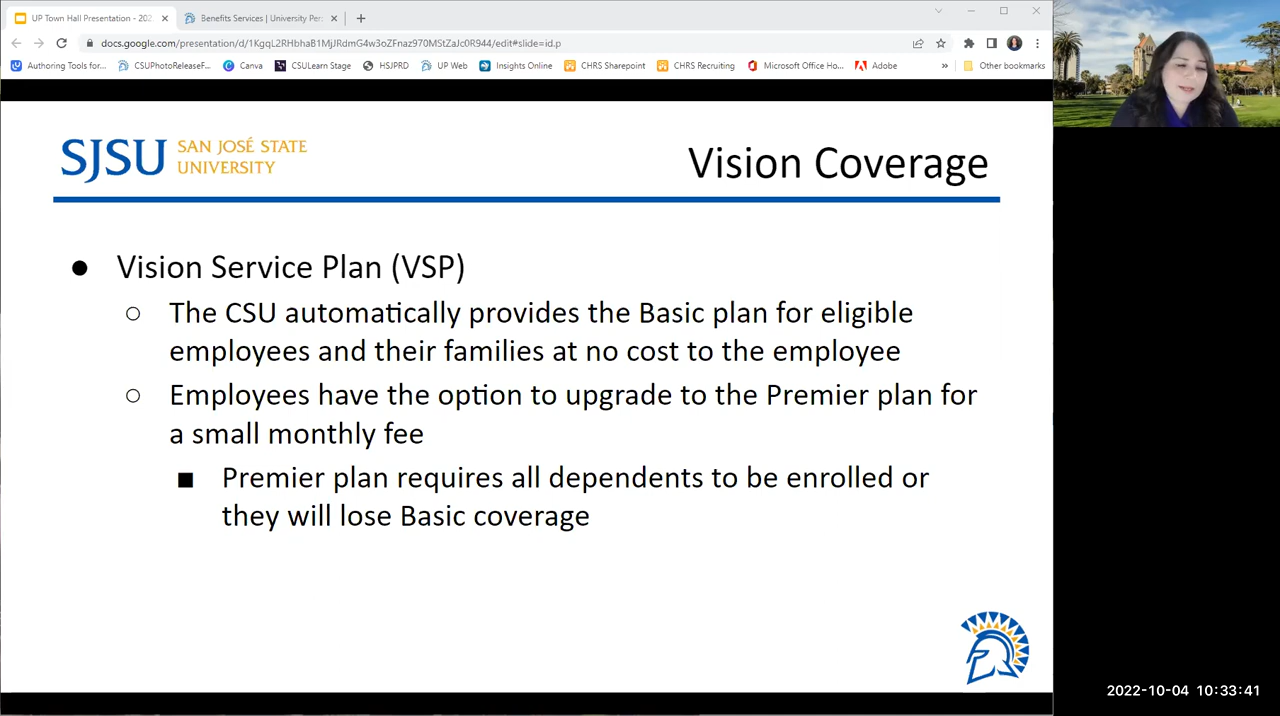 UP Town Hall Presentation - 202
Benefits Services | University Per
docs.google.com/presentation/d/1KgqL2RHbhaB1MjJRdmG4w3oZFnaz970MStZaJc0R944/edit#slide=id.p
Authoring Tools for... CSUPhotoReleaseF... Canva CSULearn Stage HSJPRD UP Web Insights Online CHRS Sharepoint CHRS Recruiting Microsoft Office Ho... Adobe » Other bookmarks
SJSU SAN JOSÉ STATE
UNIVERSITY
Vision Coverage
● Vision Service Plan (VSP)
○ The CSU automatically provides the Basic plan for eligible
employees and their families at no cost to the employee
○ Employees have the option to upgrade to the Premier plan for
a small monthly fee
■ Premier plan requires all dependents to be enrolled or
they will lose Basic coverage
2022-10-04 10:33:41